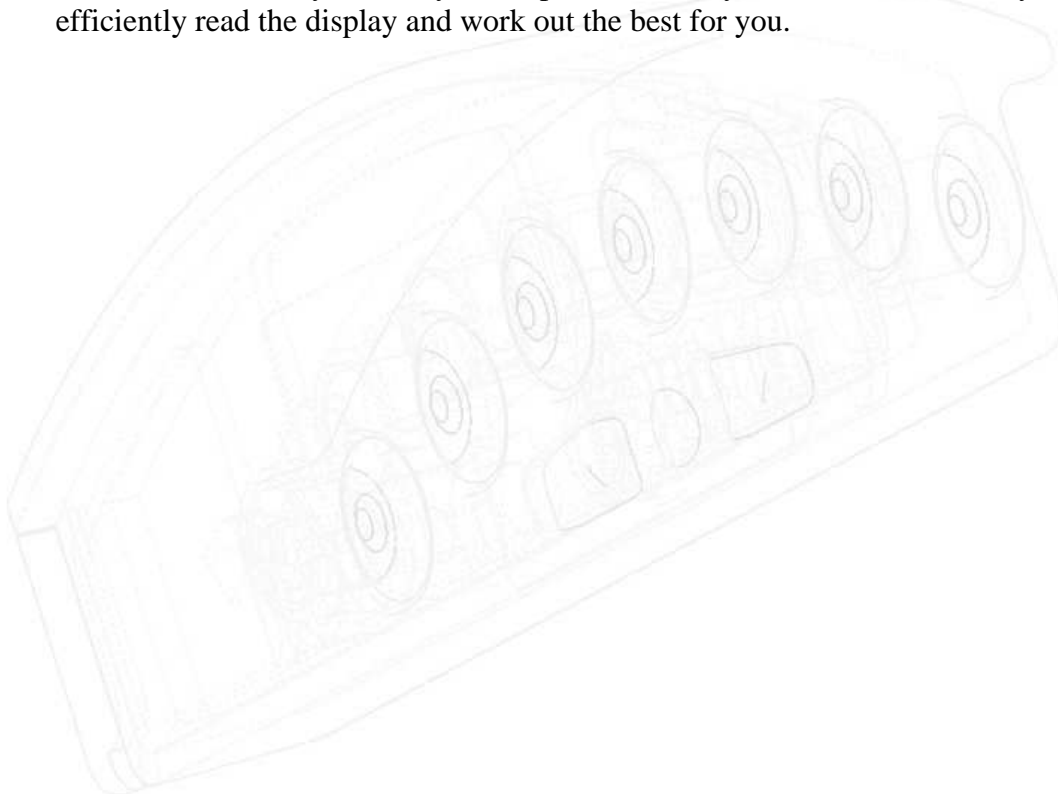 efficiently read the display and work out the best for you.